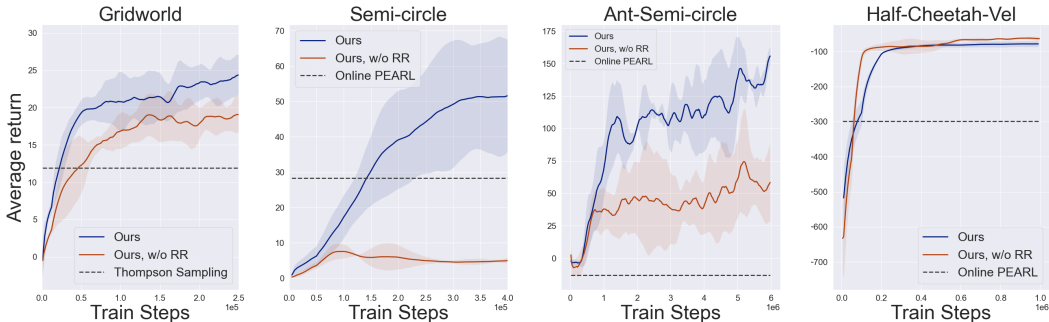 Gridworld
Average return
30
25
20
15
10
5
0
Ours
Ours, w/o RR
Thompson Sampling
0.0 0.5 1.0 1.5 2.0 2.5
1e5
Train Steps
Semi-circle
70
60
50
40
30
20
10
0
Ours
Ours, w/o RR
Online PEARL
0.0 0.5 1.0 1.5 2.0 2.5 3.0 3.5 4.0
1e5
Train Steps
Ant-Semi-circle
175
150
125
100
75
50
25
0
Ours
Ours, w/o RR
Online PEARL
0 1 2 3 4 5 6
1e6
Train Steps
Half-Cheetah-Vel
-100
-200
-300
-400
-500
-600
-700
Ours
Ours, w/o RR
Online PEARL
0.0 0.2 0.4 0.6 0.8 1.0
1e6
Train Steps